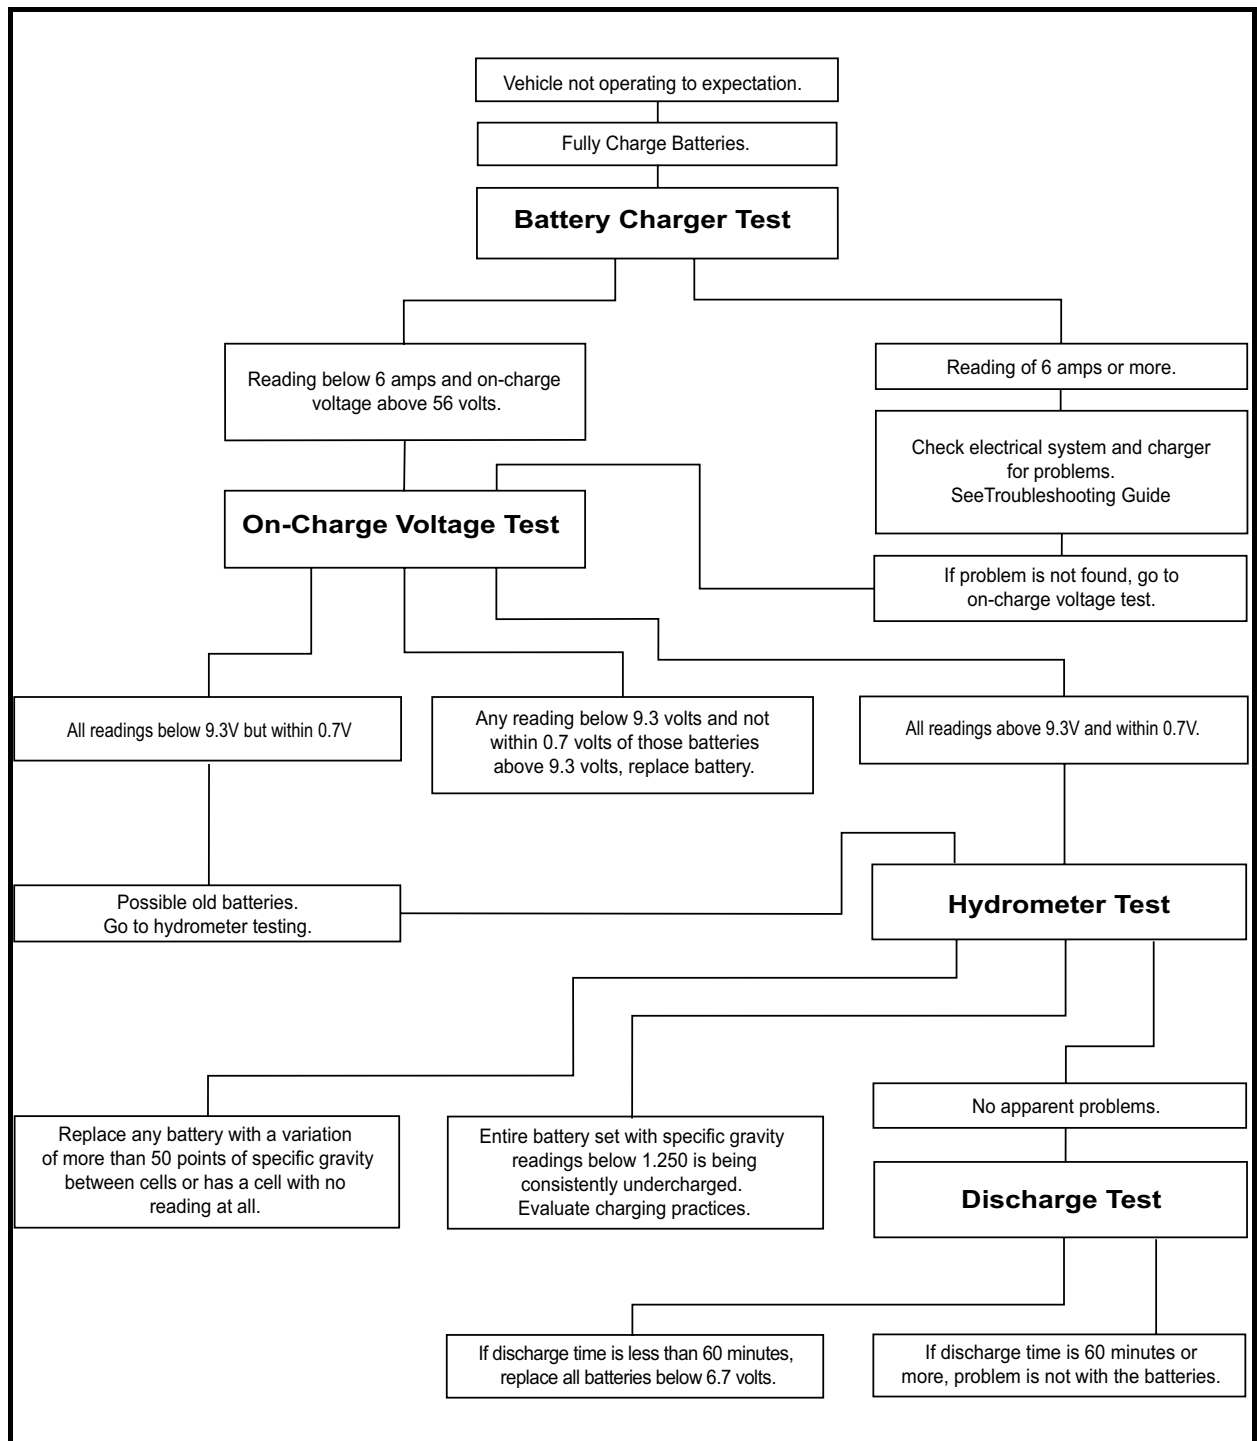 Vehicle not operating to expectation.
Fully Charge Batteries.
Battery Charger Test
Reading below 6 amps and on-charge
voltage above 56 volts.
Reading of 6 amps or more.
Check electrical system and charger
for problems.
SeeTroubleshooting Guide
On-Charge Voltage Test
If problem is not found, go to
on-charge voltage test.
All readings below 9.3V but within 0.7V
Any reading below 9.3 volts and not
within 0.7 volts of those batteries
above 9.3 volts, replace battery.
All readings above 9.3V and within 0.7V.
Possible old batteries.
Go to hydrometer testing.
Hydrometer Test
Replace any battery with a variation
of more than 50 points of specific gravity
between cells or has a cell with no
reading at all.
Entire battery set with specific gravity
readings below 1.250 is being
consistently undercharged.
Evaluate charging practices.
No apparent problems.
Discharge Test
If discharge time is less than 60 minutes,
replace all batteries below 6.7 volts.
If discharge time is 60 minutes or
more, problem is not with the batteries.